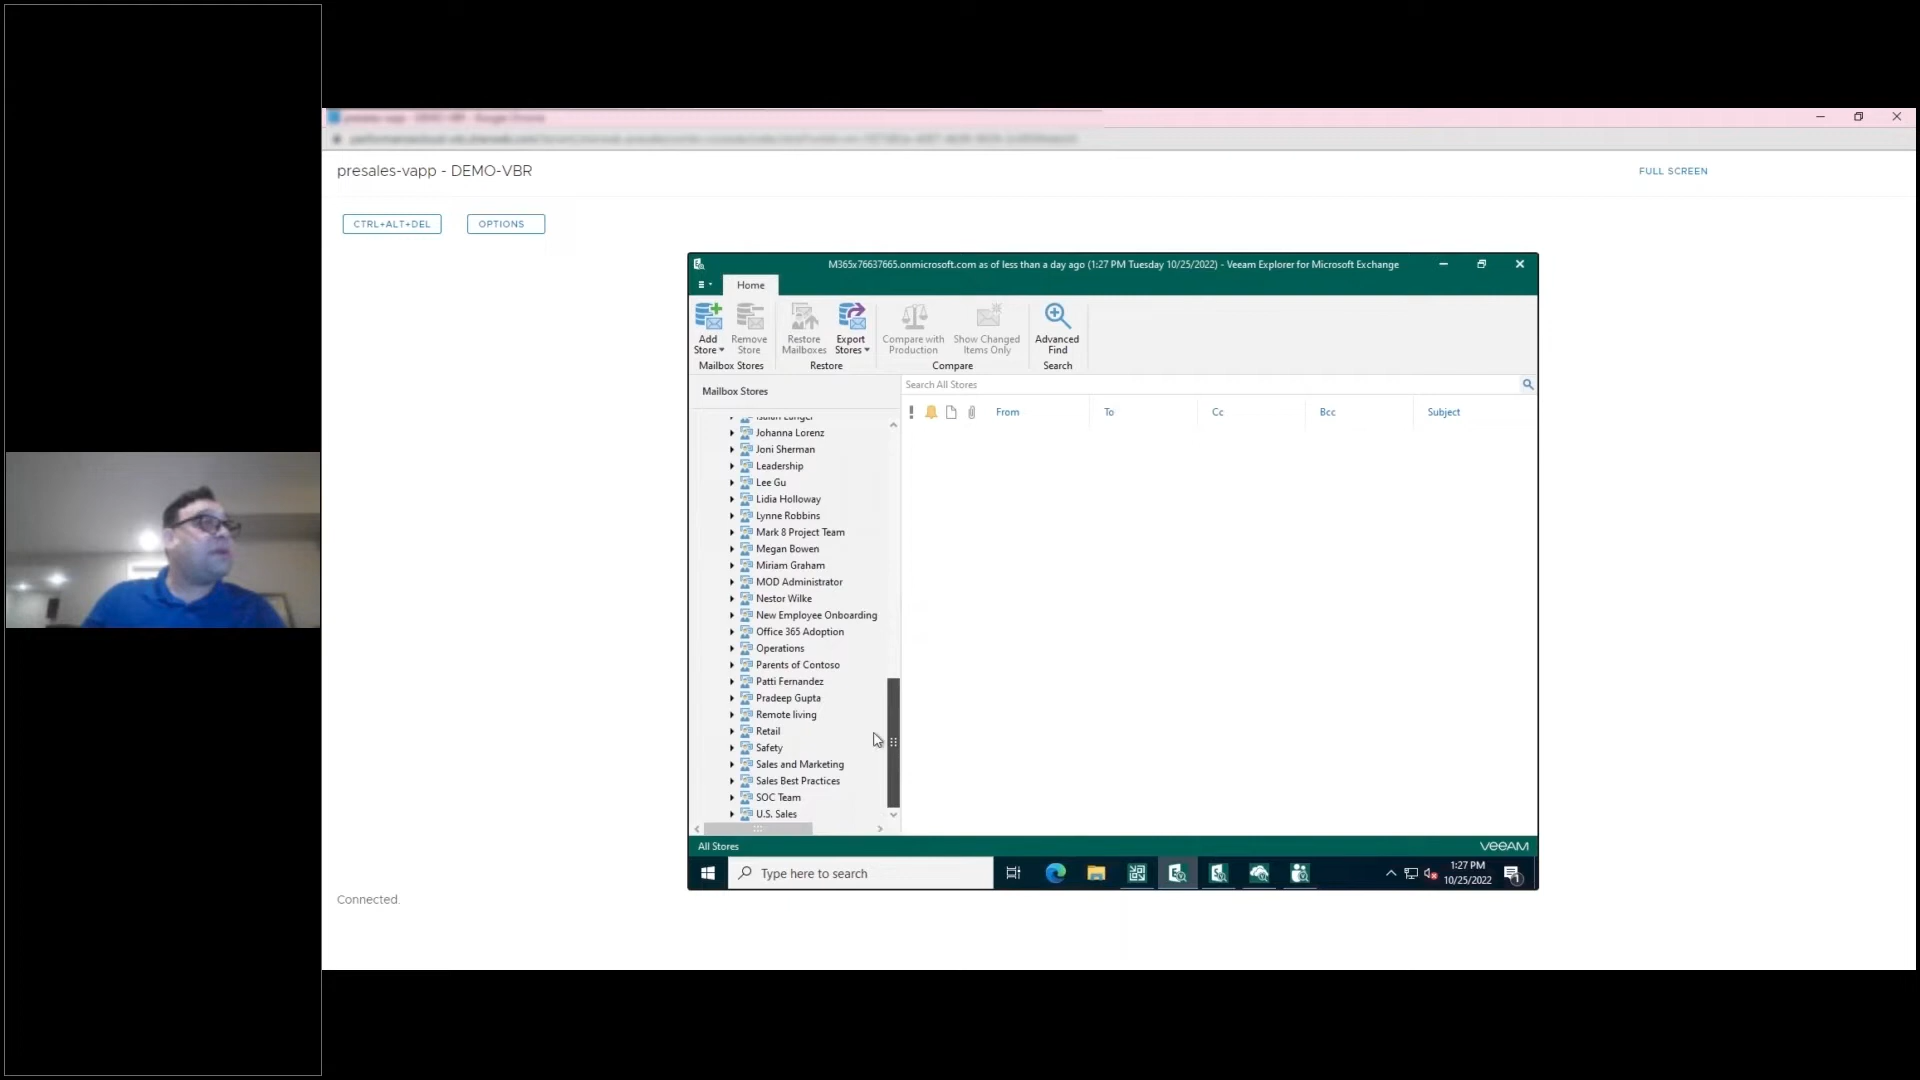 presales-vapp - DEMO-VBR
FULL SCREEN
CTRL+ALT+DEL
OPTIONS
M365x76637665.onmicrosoft.com as of less than a day ago (1:27 PM Tuesday 10/25/2022) - Veeam Explorer for Microsoft Exchange
Home
Add Store
Remove Store
Restore Mailboxes
Export Stores
Compare with Production
Show Changed Items Only
Advanced Find
Mailbox Stores
Restore
Compare
Search
Mailbox Stores
Search All Stores
From
To
Cc
Bcc
Subject
Johanna Lorenz
Joni Sherman
Leadership
Lee Gu
Lidia Holloway
Lynne Robbins
Mark 8 Project Team
Megan Bowen
Miriam Graham
MOD Administrator
Nestor Wilke
New Employee Onboarding
Office 365 Adoption
Operations
Parents of Contoso
Patti Fernandez
Pradeep Gupta
Remote living
Retail
Safety
Sales and Marketing
Sales Best Practices
SOC Team
U.S. Sales
All Stores
veeAM
Type here to search
1:27 PM
10/25/2022
1
Connected.